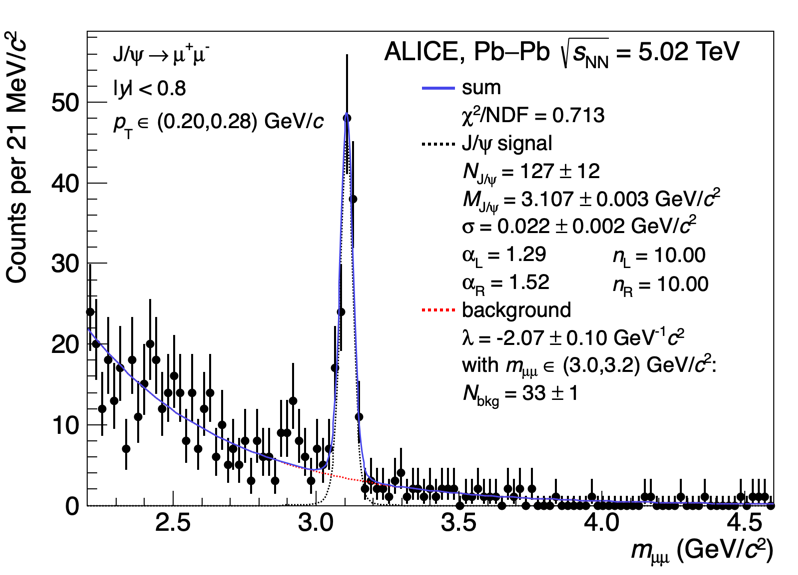 J/ψ → μ⁺μ⁻
|y| < 0.8
p_T ∈ (0.20,0.28) GeV/c
ALICE, Pb–Pb √s_NN = 5.02 TeV
sum
χ²/NDF = 0.713
J/ψ signal
N_J/ψ = 127 ± 12
M_J/ψ = 3.107 ± 0.003 GeV/c²
σ = 0.022 ± 0.002 GeV/c²
α_L = 1.29 n_L = 10.00
α_R = 1.52 n_R = 10.00
background
λ = -2.07 ± 0.10 GeV⁻¹c²
with m_μμ ∈ (3.0,3.2) GeV/c²:
N_bkg = 33 ± 1
Counts per 21 MeV/c²
50
40
30
20
10
0
2.5 3.0 3.5 4.0 4.5
m_μμ (GeV/c²)